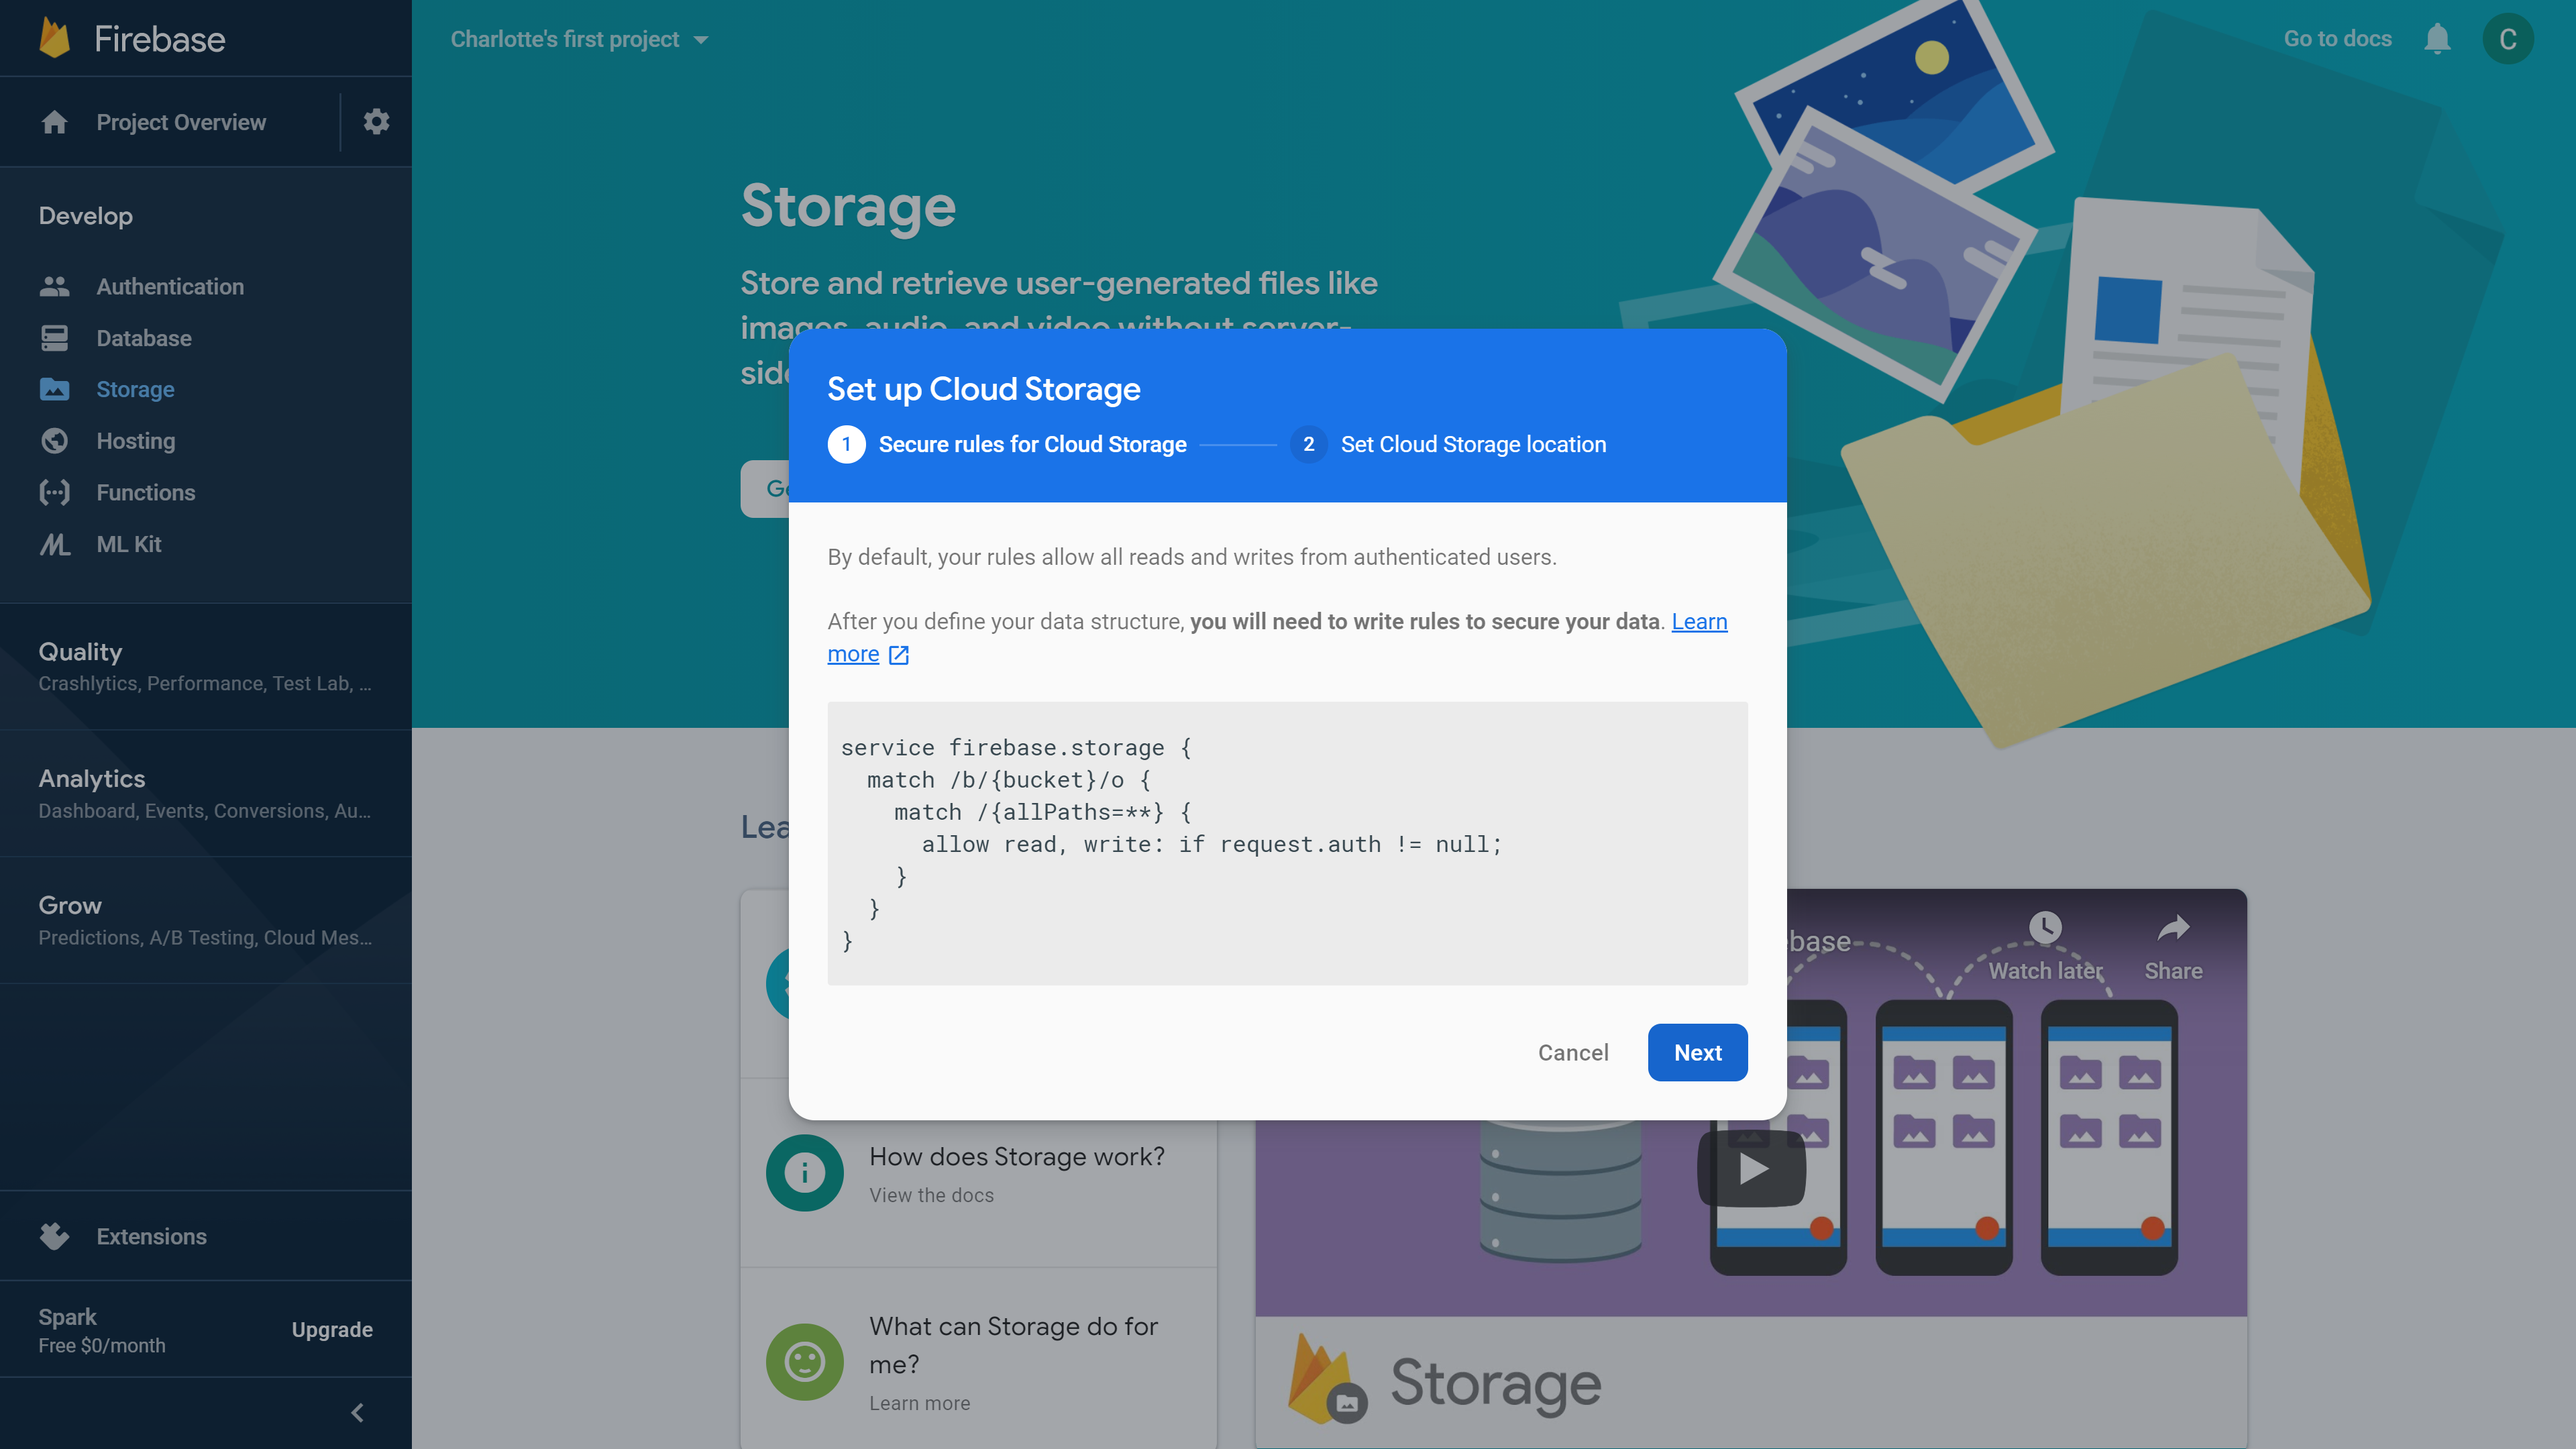 Firebase
Project Overview
Develop
Authentication
Database
Storage
Hosting
Functions
ML Kit
Quality
Crashlytics, Performance, Test Lab, ...
Analytics
Dashboard, Events, Conversions, Au...
Grow
Predictions, A/B Testing, Cloud Mes...
Extensions
Spark
Free $0/month
Upgrade
Charlotte's first project
Go to docs
C
Storage
Store and retrieve user-generated files like
images, audio, and video without server-
Set up Cloud Storage
1 Secure rules for Cloud Storage 2 Set Cloud Storage location
By default, your rules allow all reads and writes from authenticated users.
After you define your data structure, you will need to write rules to secure your data. Learn
more
service firebase.storage {
  match /b/{bucket}/o {
    match /{allPaths=**} {
      allow read, write: if request.auth != null;
    }
  }
}
Cancel
Next
Watch later
Share
How does Storage work?
View the docs
What can Storage do for
me?
Learn more
Storage